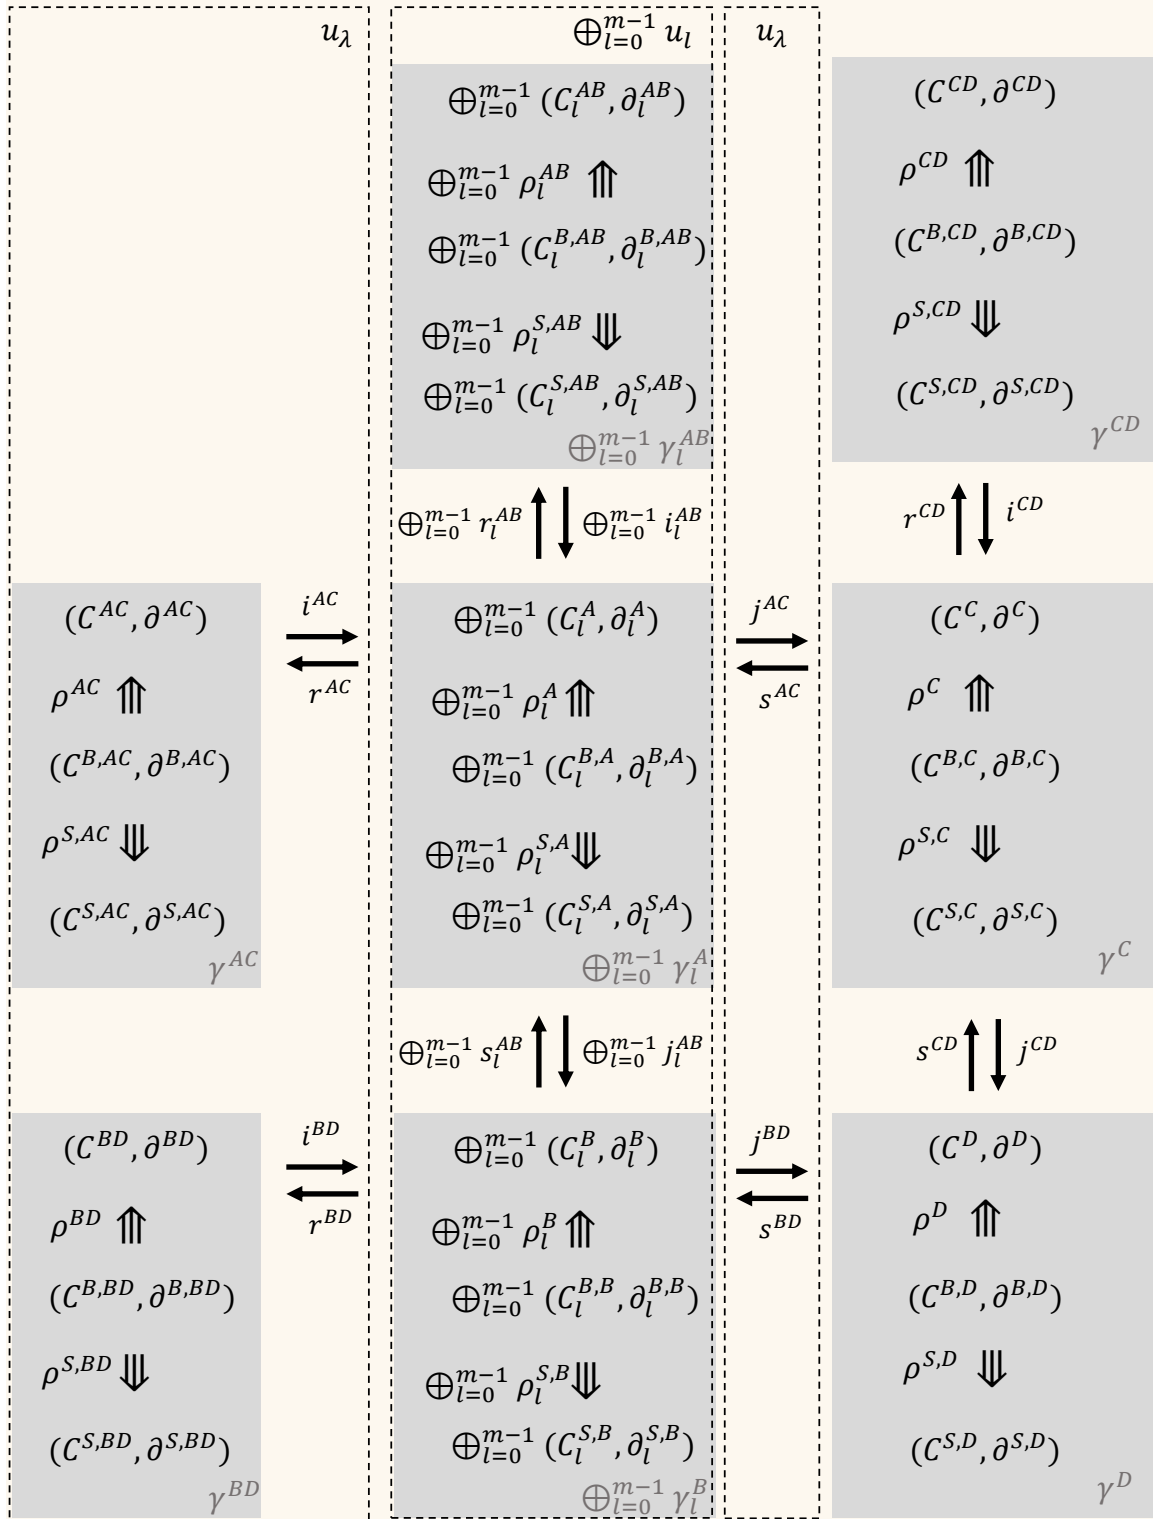 u_λ
⊕_{l=0}^{m-1} u_l
u_λ
⊕_{l=0}^{m-1} (C_l^{AB}, ∂_l^{AB})
⊕_{l=0}^{m-1} ρ_l^{AB} ⤊
⊕_{l=0}^{m-1} (C_l^{B,AB}, ∂_l^{B,AB})
⊕_{l=0}^{m-1} ρ_l^{S,AB} ⤋
⊕_{l=0}^{m-1} (C_l^{S,AB}, ∂_l^{S,AB})
⊕_{l=0}^{m-1} γ_l^{AB}
(C^{CD}, ∂^{CD})
ρ^{CD} ⤊
(C^{B,CD}, ∂^{B,CD})
ρ^{S,CD} ⤋
(C^{S,CD}, ∂^{S,CD})
γ^{CD}
⊕_{l=0}^{m-1} r_l^{AB} ↑ ↓ ⊕_{l=0}^{m-1} i_l^{AB}
r^{CD} ↑ ↓ i^{CD}
(C^{AC}, ∂^{AC})
ρ^{AC} ⤊
(C^{B,AC}, ∂^{B,AC})
ρ^{S,AC} ⤋
(C^{S,AC}, ∂^{S,AC})
γ^{AC}
i^{AC}
→
←
r^{AC}
⊕_{l=0}^{m-1} (C_l^A, ∂_l^A)
⊕_{l=0}^{m-1} ρ_l^A ⤊
⊕_{l=0}^{m-1} (C_l^{B,A}, ∂_l^{B,A})
⊕_{l=0}^{m-1} ρ_l^{S,A} ⤋
⊕_{l=0}^{m-1} (C_l^{S,A}, ∂_l^{S,A})
⊕_{l=0}^{m-1} γ_l^A
j^{AC}
→
←
s^{AC}
(C^C, ∂^C)
ρ^C ⤊
(C^{B,C}, ∂^{B,C})
ρ^{S,C} ⤋
(C^{S,C}, ∂^{S,C})
γ^C
⊕_{l=0}^{m-1} s_l^{AB} ↑ ↓ ⊕_{l=0}^{m-1} j_l^{AB}
s^{CD} ↑ ↓ j^{CD}
(C^{BD}, ∂^{BD})
ρ^{BD} ⤊
(C^{B,BD}, ∂^{B,BD})
ρ^{S,BD} ⤋
(C^{S,BD}, ∂^{S,BD})
γ^{BD}
i^{BD}
→
←
r^{BD}
⊕_{l=0}^{m-1} (C_l^B, ∂_l^B)
⊕_{l=0}^{m-1} ρ_l^B ⤊
⊕_{l=0}^{m-1} (C_l^{B,B}, ∂_l^{B,B})
⊕_{l=0}^{m-1} ρ_l^{S,B} ⤋
⊕_{l=0}^{m-1} (C_l^{S,B}, ∂_l^{S,B})
⊕_{l=0}^{m-1} γ_l^B
j^{BD}
→
←
s^{BD}
(C^D, ∂^D)
ρ^D ⤊
(C^{B,D}, ∂^{B,D})
ρ^{S,D} ⤋
(C^{S,D}, ∂^{S,D})
γ^D